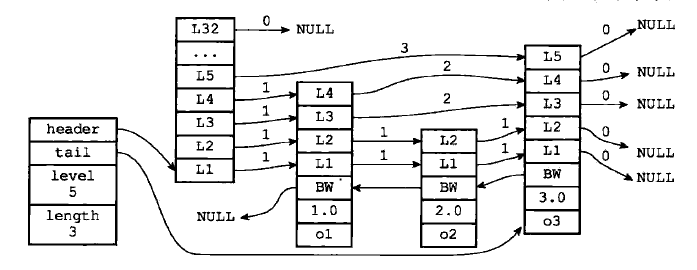 header
tail
level
5
length
3
L32
...
L5
L4
L3
L2
L1
0
NULL
3
1
1
1
1
L4
L3
L2
L1
BW
1.0
o1
NULL
2
2
1
1
L2
L1
BW
2.0
o2
1
1
L5
L4
L3
L2
L1
BW
3.0
o3
0
NULL
0
NULL
0
NULL
0
NULL
0
NULL